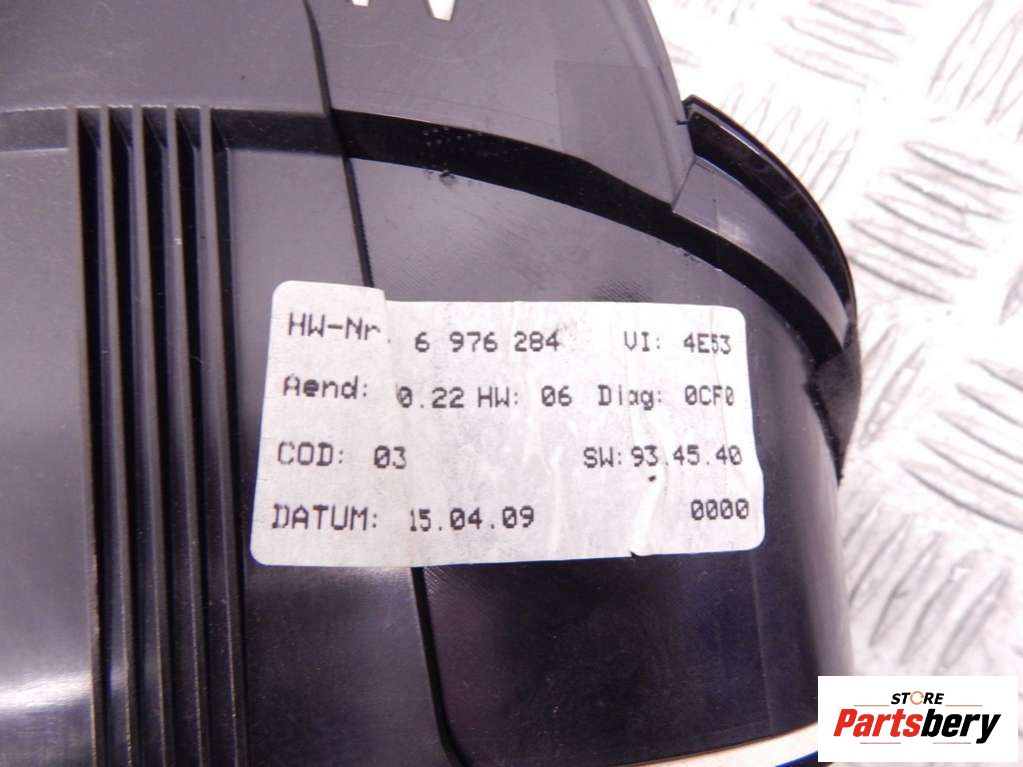 HW-Nr. 6 976 284 VI: 4E53
Aend: 0.22 HW: 06 Diag: 0CF0
COD: 03 SW: 93.45.40
DATUM: 15.04.09 0000
STORE
Partsbery